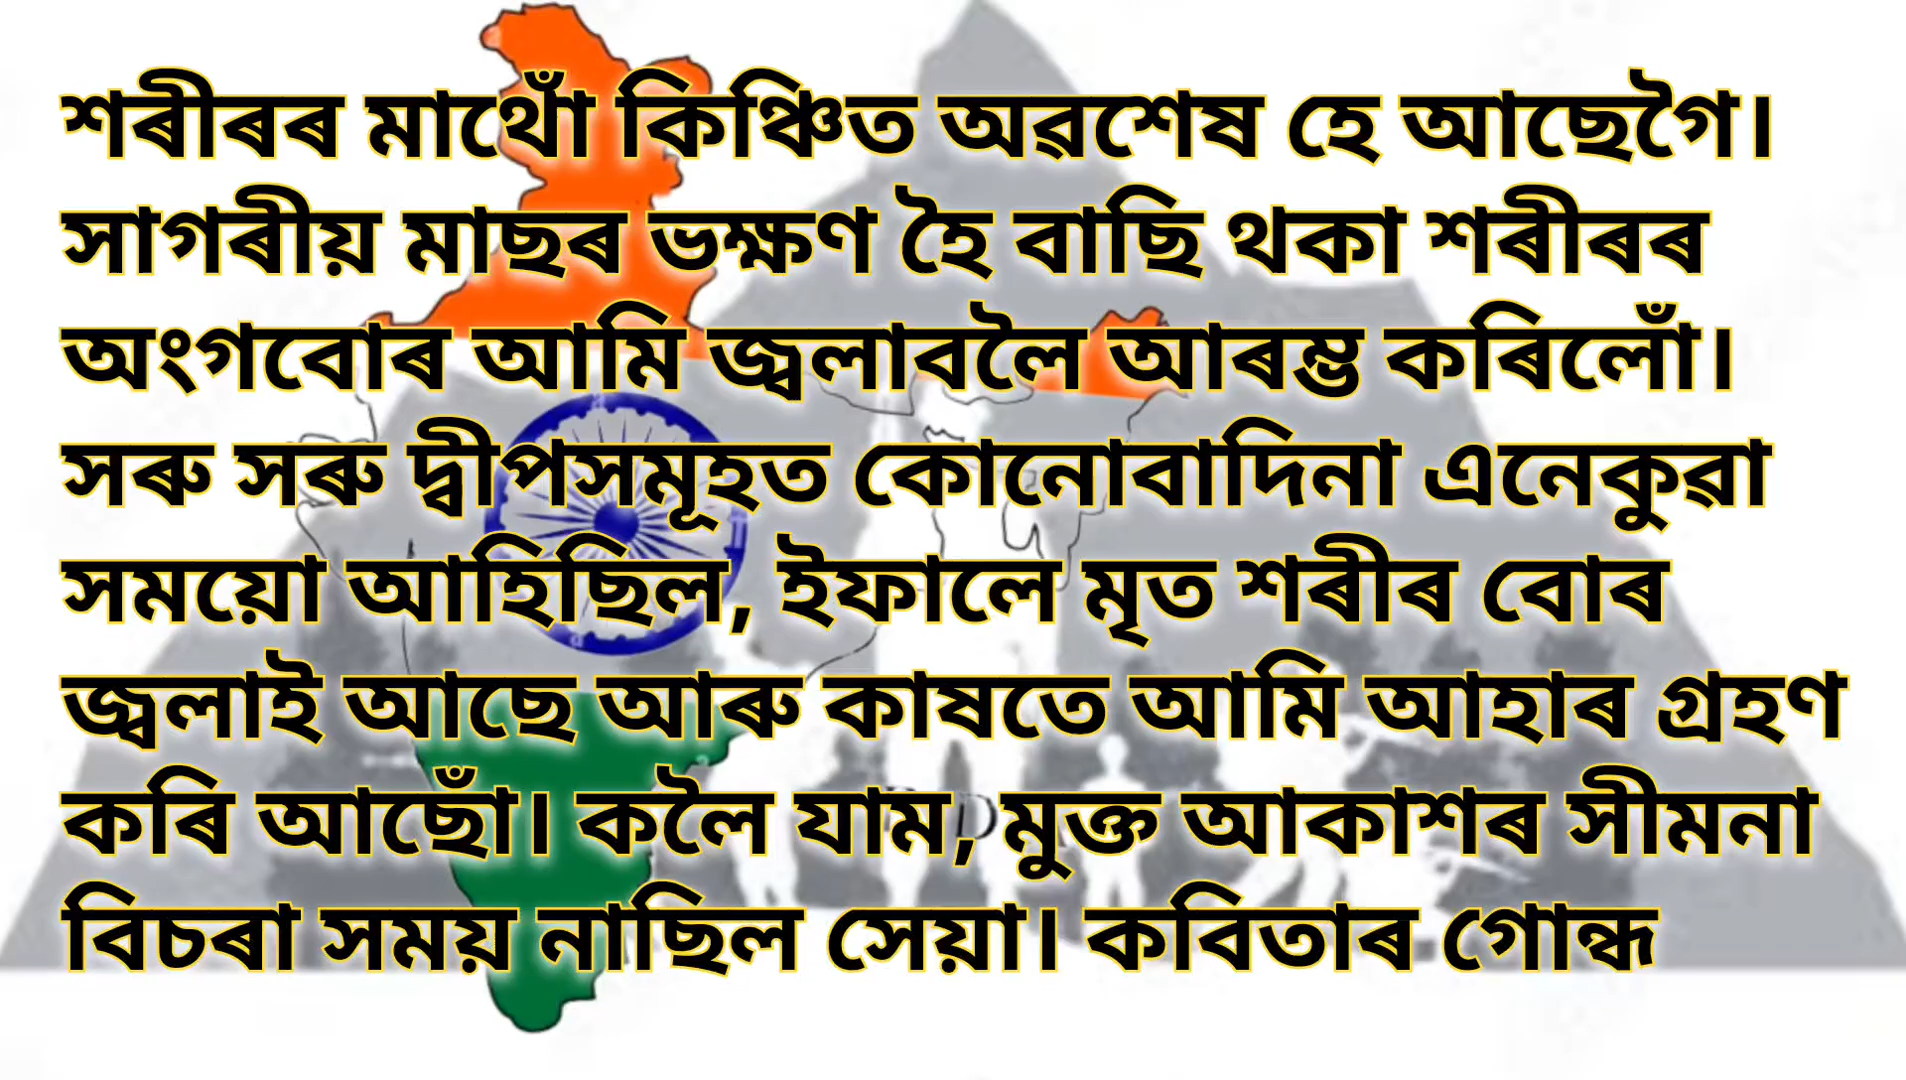 শৰীৰৰ মাথোঁ কিঞ্চিত অৱশেষ হে আছেগৈ।
সাগৰীয় মাছৰ ভক্ষণ হৈ বাছি থকা শৰীৰৰ
অংগবোৰ আমি জ্বলাবলৈ আৰম্ভ কৰিলোঁ।
সৰু সৰু দ্বীপসমূহত কোনোবাদিনা এনেকুৱা
সময়ো আহিছিল, ইফালে মৃত শৰীৰ বোৰ
জ্বলাই আছে আৰু কাষতে আমি আহাৰ গ্ৰহণ
কৰি আছোঁ। কলৈ যাম, মুক্ত আকাশৰ সীমনা
বিচৰা সময় নাছিল সেয়া। কবিতাৰ গোন্ধ